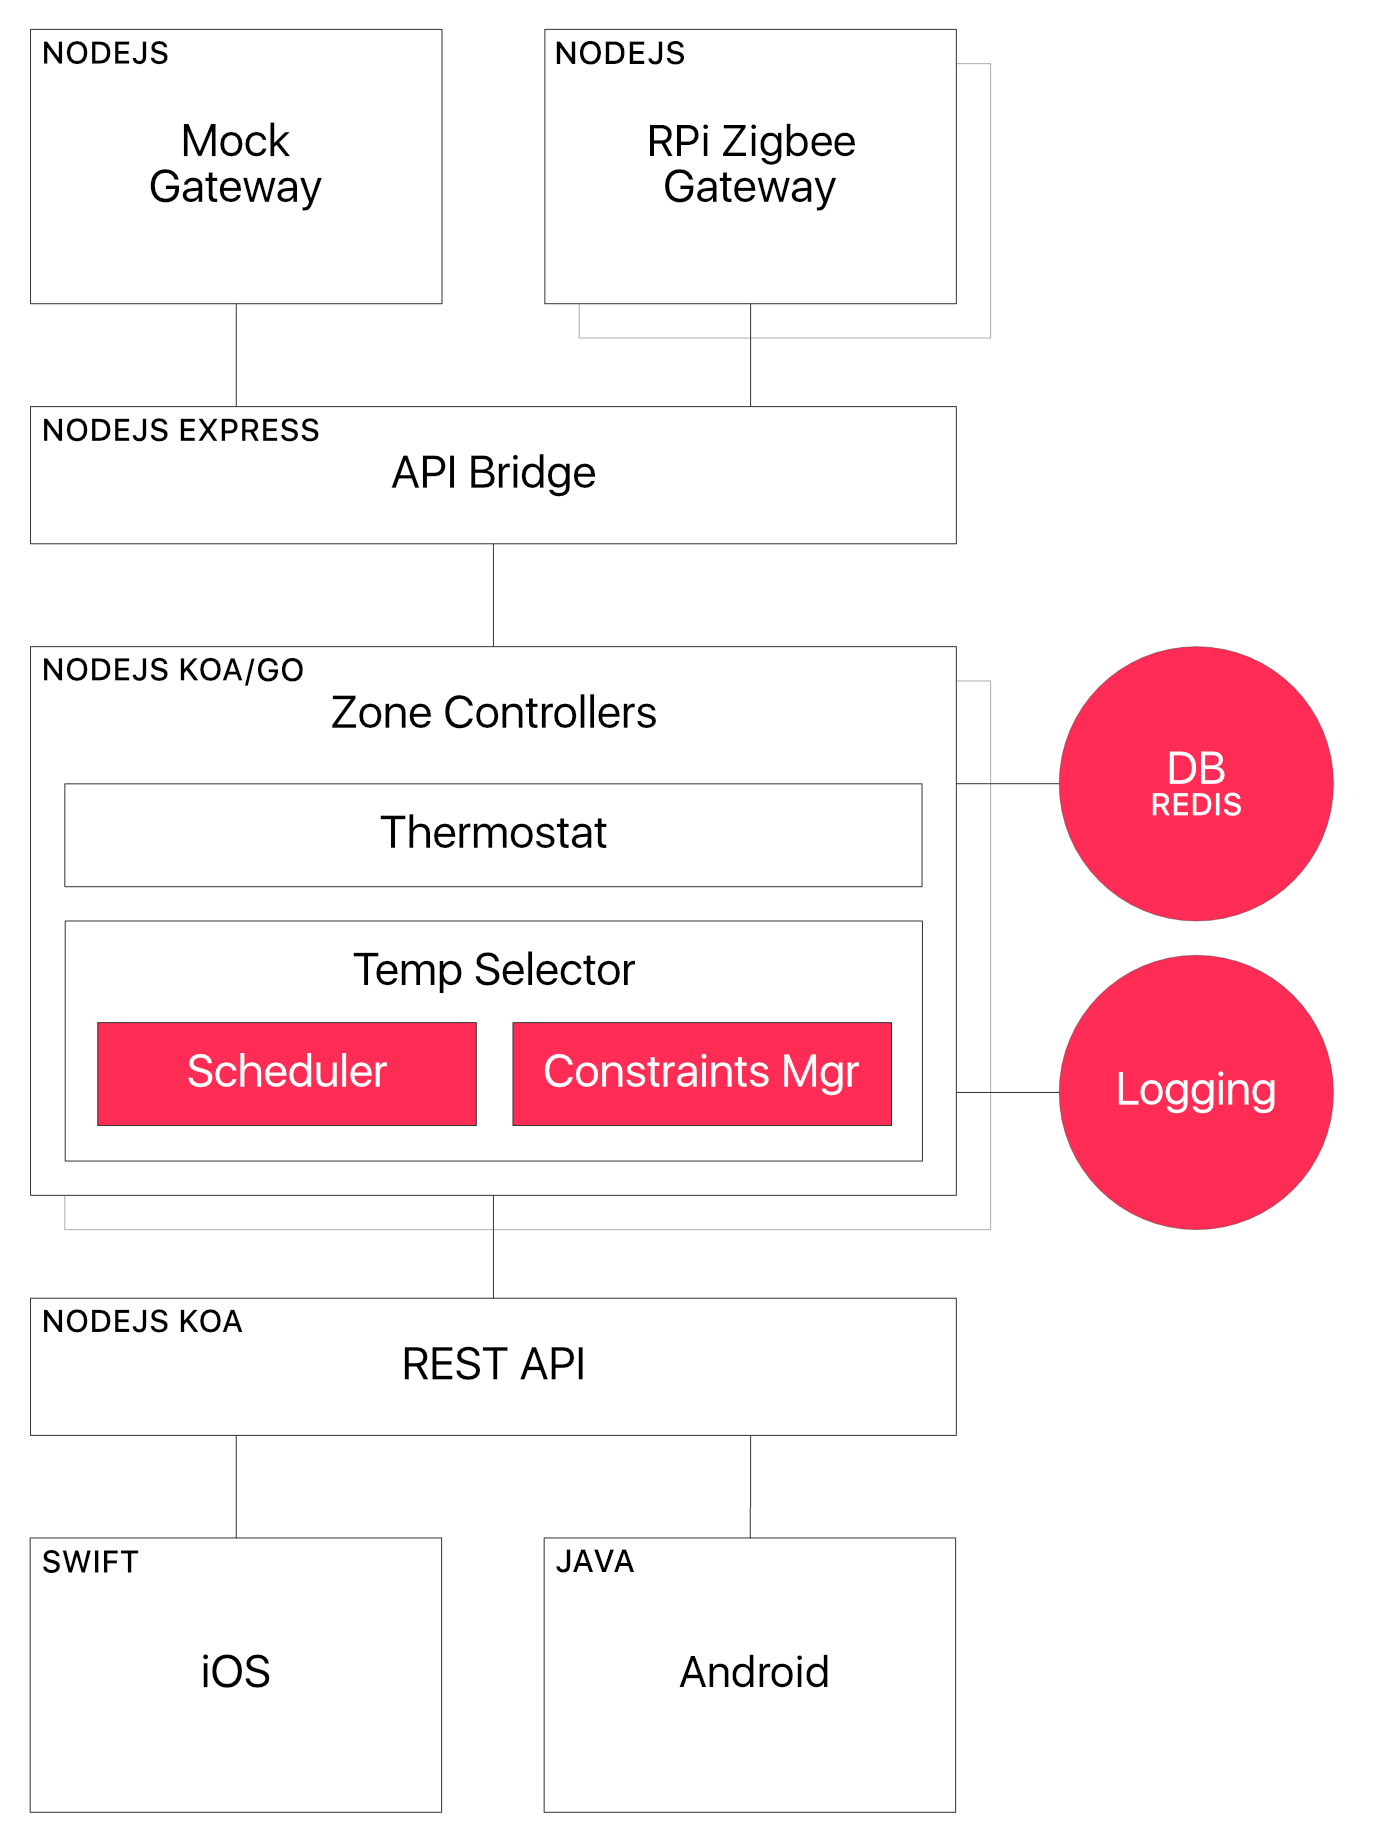 NODEJS
Mock
Gateway
NODEJS
RPi Zigbee
Gateway
NODEJS EXPRESS
API Bridge
NODEJS KOA/GO
Zone Controllers
Thermostat
Temp Selector
Scheduler
Constraints Mgr
DB
REDIS
Logging
NODEJS KOA
REST API
SWIFT
iOS
JAVA
Android